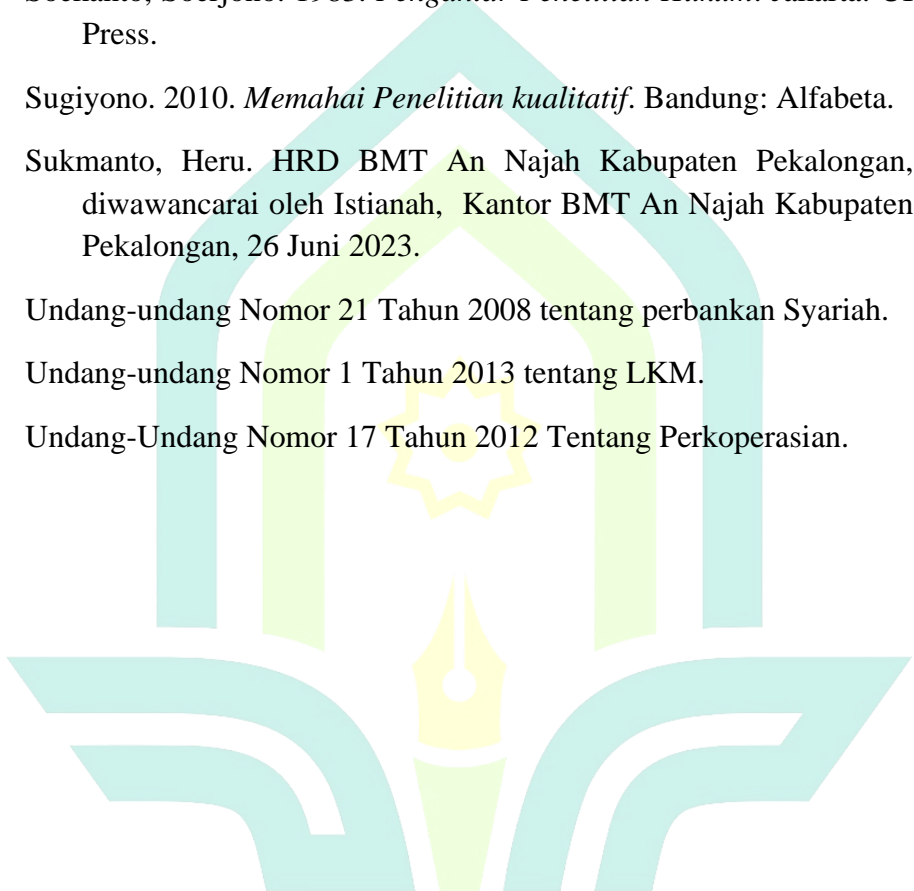 Press.
Sugiyono. 2010. Memahai Penelitian kualitatif. Bandung: Alfabeta.
Sukmanto, Heru. HRD BMT An Najah Kabupaten Pekalongan,
diwawancarai oleh Istianah, Kantor BMT An Najah Kabupaten
Pekalongan, 26 Juni 2023.
Undang-undang Nomor 21 Tahun 2008 tentang perbankan Syariah.
Undang-undang Nomor 1 Tahun 2013 tentang LKM.
Undang-Undang Nomor 17 Tahun 2012 Tentang Perkoperasian.